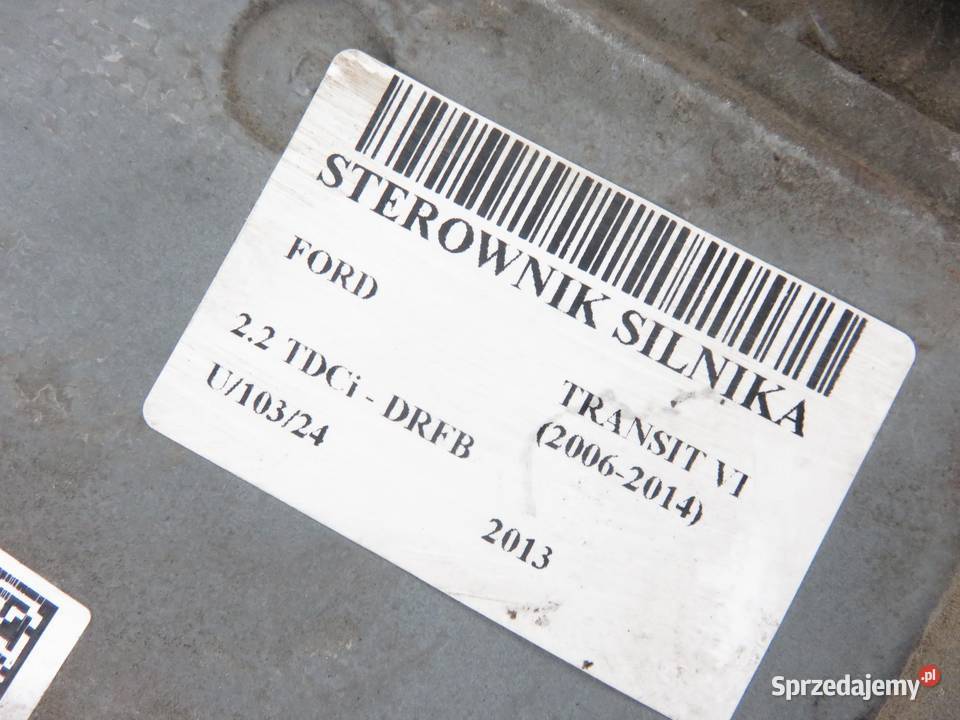 STEROWNIK SILNIKA
FORD
TRANSIT VI
(2006-2014)
2.2 TDCi - DRFB
2013
U/103/24
Sprzedajemy.pl